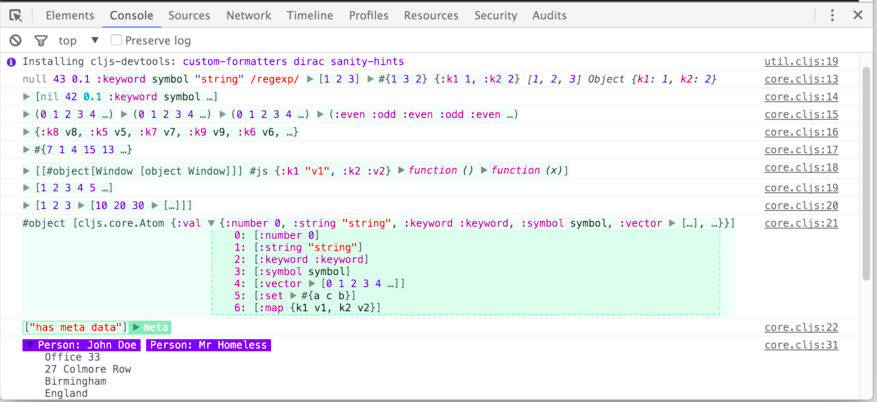 Elements Console Sources Network Timeline Profiles Resources Security Audits
top ▼ Preserve log
Installing cljs-devtools: custom-formatters dirac sanity-hints util.cljs:19
null 43 0.1 :keyword symbol "string" /regexp/ ▶ [1 2 3] ▶ #{1 3 2} {:k1 1, :k2 2} [1, 2, 3] Object {k1: 1, k2: 2} core.cljs:13
▶ [nil 42 0.1 :keyword symbol …] core.cljs:14
▶ (0 1 2 3 4 …) ▶ (0 1 2 3 4 …) ▶ (0 1 2 3 4 …) ▶ (:even :odd :even :odd :even …) core.cljs:15
▶ {:k8 v8, :k5 v5, :k7 v7, :k9 v9, :k6 v6, …} core.cljs:16
▶ #{7 1 4 15 13 …} core.cljs:17
▶ [[#object[Window [object Window]]] #js {:k1 "v1", :k2 :v2} ▶ function () ▶ function (x)] core.cljs:18
▶ [1 2 3 4 5 …] core.cljs:19
▶ [1 2 3 ▶ [10 20 30 ▶ […]]] core.cljs:20
#object [cljs.core.Atom {:val ▼ {:number 0, :string "string", :keyword :keyword, :symbol symbol, :vector ▶ […], …}}] core.cljs:21
0: [:number 0]
1: [:string "string"]
2: [:keyword :keyword]
3: [:symbol symbol]
4: [:vector ▶ [0 1 2 3 4 …]]
5: [:set ▶ #{a c b}]
6: [:map {k1 v1, k2 v2}]
["has meta data"] ▶ meta core.cljs:22
▼ Person: John Doe Person: Mr Homeless core.cljs:31
Office 33
27 Colmore Row
Birmingham
England